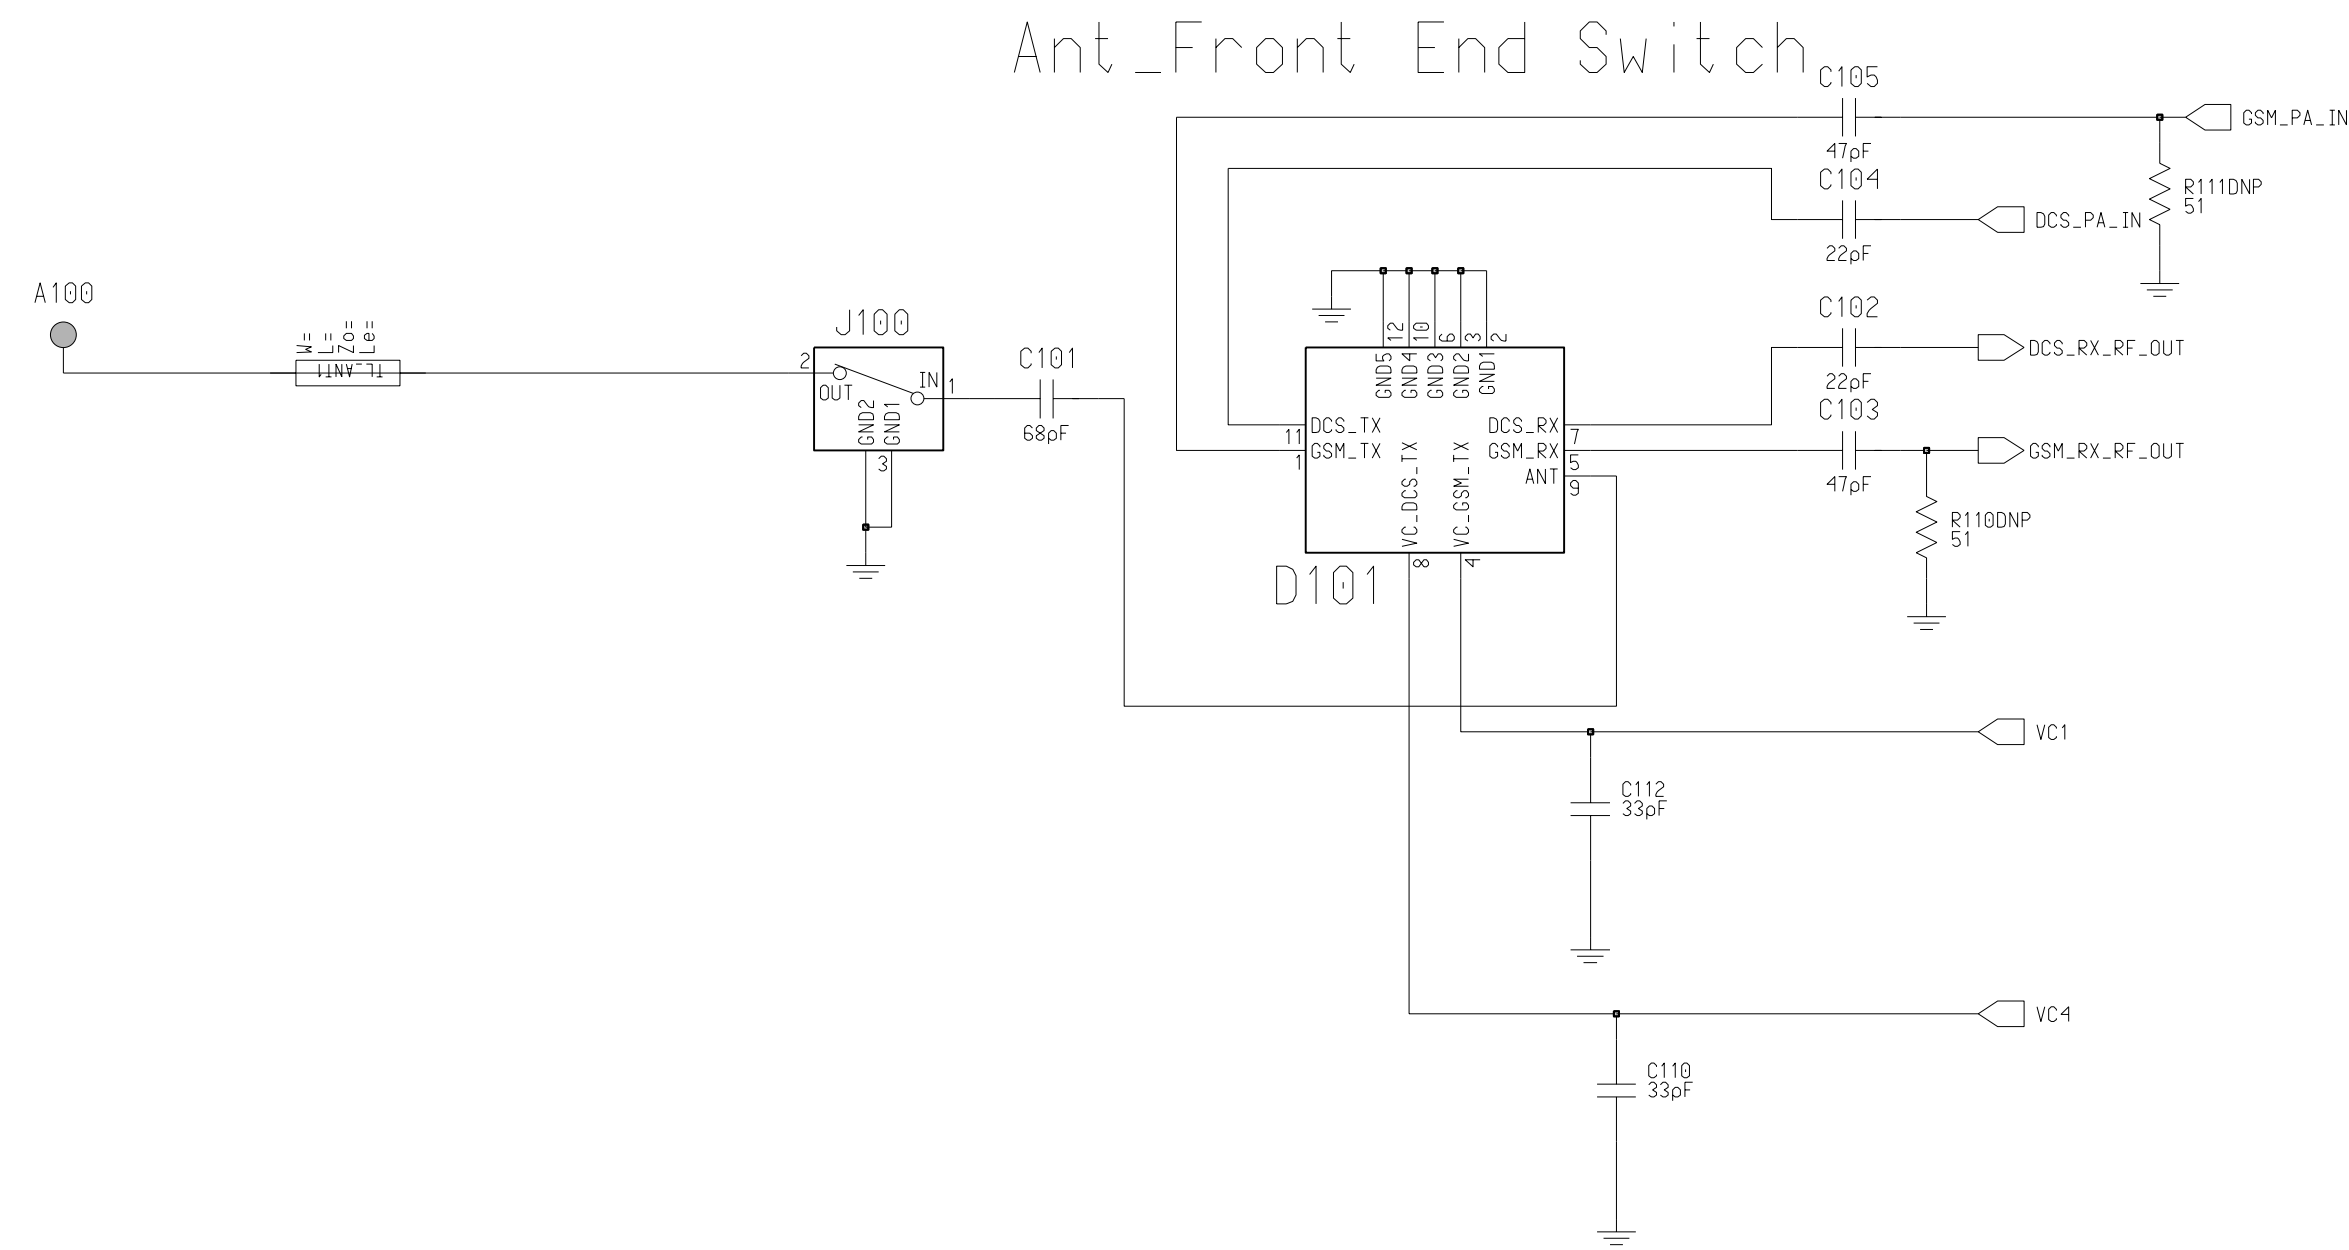 Ant_Front End Switch
C105
GSM_PA_IN
47pF
C104
R111DNP
51
DCS_PA_IN
22pF
A100
W=
L=
Zo=
Le=
TL_ANT1
J100
2
OUT
IN
1
GND2
GND1
3
C101
68pF
12
10
6
3
2
GND5
GND4
GND3
GND2
GND1
C102
DCS_RX_RF_OUT
22pF
C103
GSM_RX_RF_OUT
47pF
DCS_TX
11
GSM_TX
1
DCS_RX
7
GSM_RX
5
ANT
9
VC_DCS_TX
VC_GSM_TX
8
4
R110DNP
51
D101
VC1
C112
33pF
VC4
C110
33pF